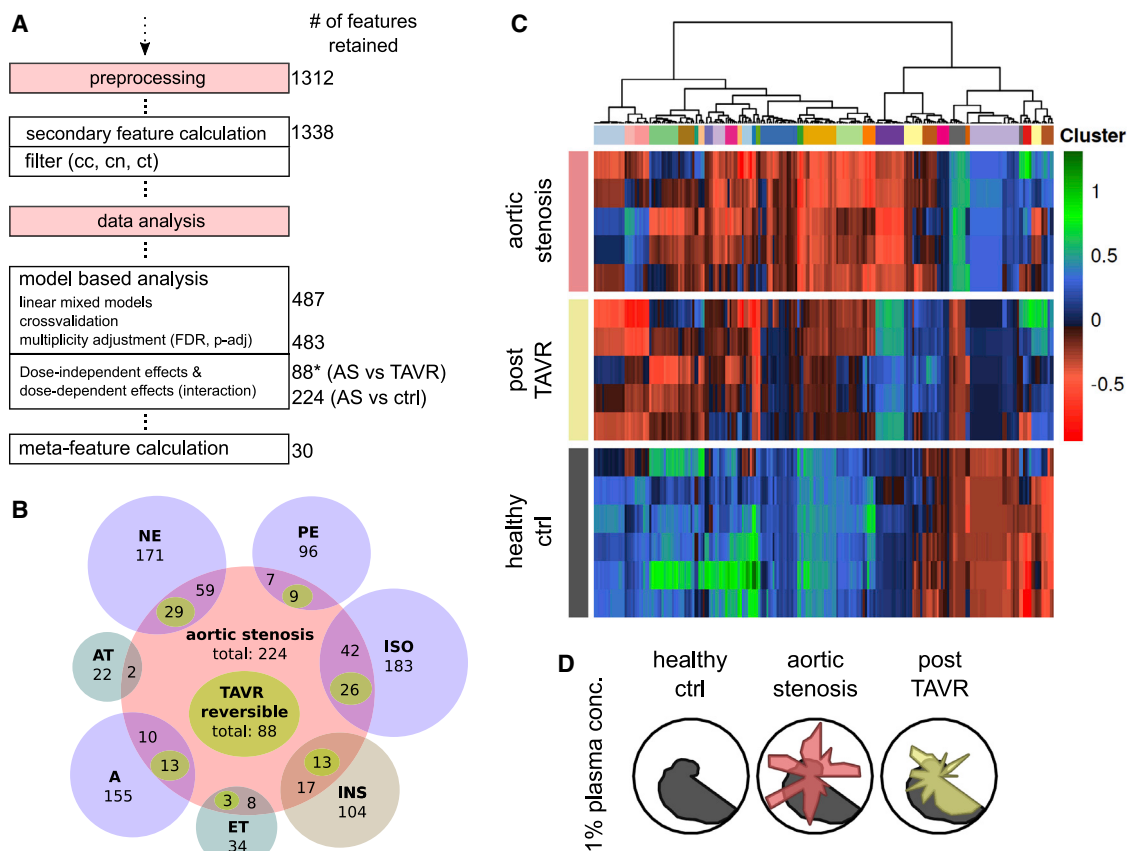 A
# of features
retained
preprocessing
1312
secondary feature calculation
1338
filter (cc, cn, ct)
data analysis
model based analysis
linear mixed models
487
crossvalidation
multiplicity adjustment (FDR, p-adj)
483
Dose-independent effects &
88* (AS vs TAVR)
dose-dependent effects (interaction)
224 (AS vs ctrl)
meta-feature calculation
30
B
NE
171
59
29
PE
96
7
9
aortic stenosis
total: 224
ISO
183
42
26
AT
22
2
TAVR
reversible
total: 88
A
155
10
13
ET
34
3
8
INS
104
13
17
C
Cluster
1
0.5
0
-0.5
aortic
stenosis
post
TAVR
healthy
ctrl
D
healthy
ctrl
aortic
stenosis
post
TAVR
1% plasma conc.